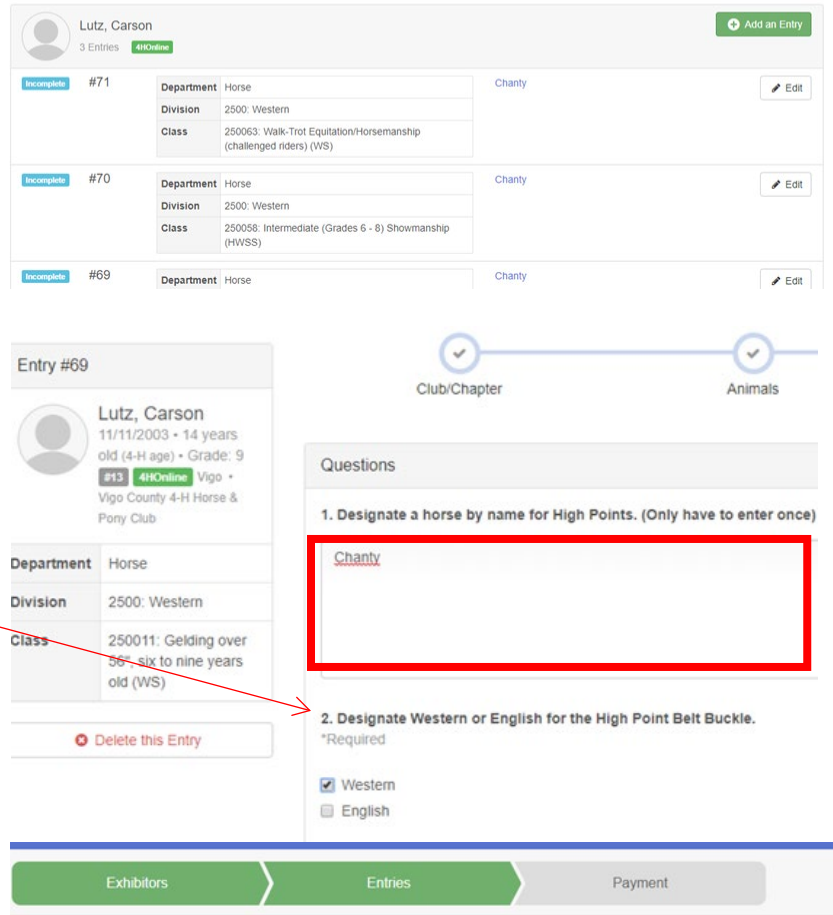 Lutz, Carson
3 Entries 4HOnline
Add an Entry
Incomplete #71
Department Horse
Division 2500: Western
Class 250063: Walk-Trot Equitation/Horsemanship
(challenged riders) (WS)
Chanty
Edit
Incomplete #70
Department Horse
Division 2500: Western
Class 250058: Intermediate (Grades 6 - 8) Showmanship
(HWSS)
Chanty
Edit
Incomplete #69
Department Horse
Chanty
Edit
Entry #69
Lutz, Carson
11/11/2003 • 14 years
old (4-H age) • Grade: 9
#13 4HOnline Vigo •
Vigo County 4-H Horse &
Pony Club
Department Horse
Division 2500: Western
Class 250011: Gelding over
56", six to nine years
old (WS)
Delete this Entry
Club/Chapter
Animals
Questions
1. Designate a horse by name for High Points. (Only have to enter once)
Chanty
2. Designate Western or English for the High Point Belt Buckle.
*Required
Western
English
Exhibitors
Entries
Payment